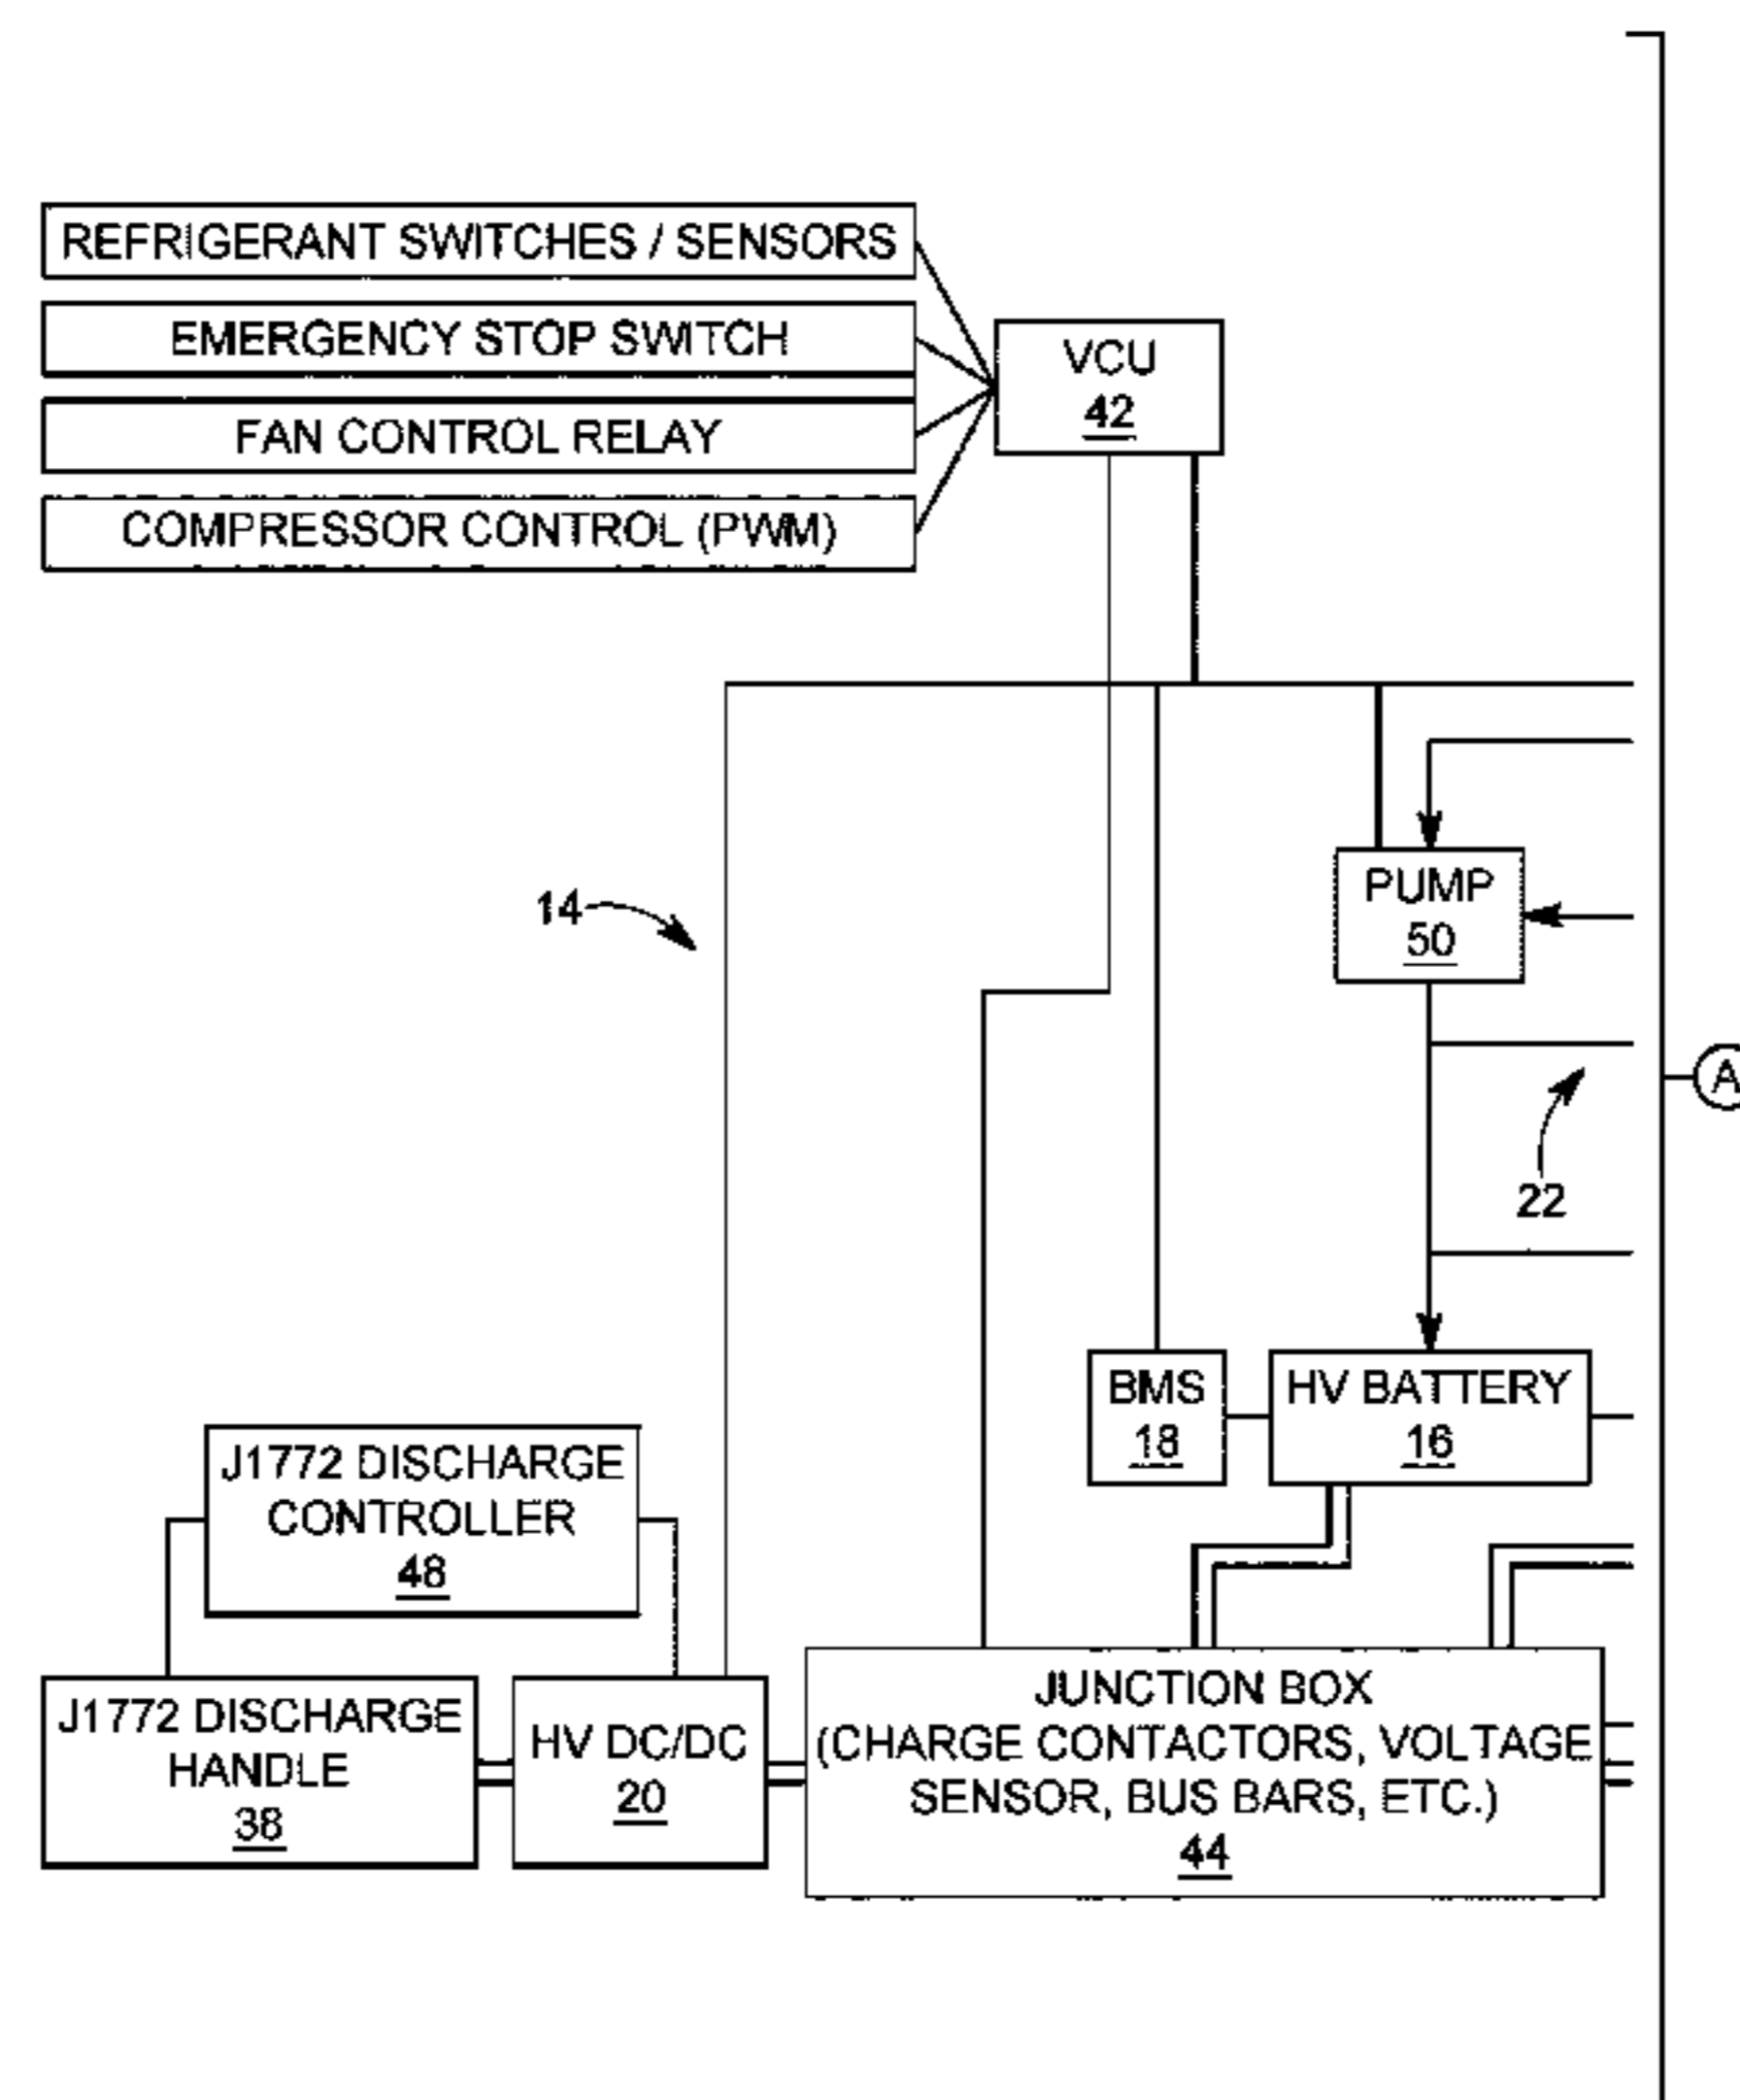 REFRIGERANT SWITCHES / SENSORS
EMERGENCY STOP SWITCH
FAN CONTROL RELAY
COMPRESSOR CONTROL (PWM)
VCU
42
14
PUMP
50
A
22
BMS
18
HV BATTERY
16
J1772 DISCHARGE
CONTROLLER
48
J1772 DISCHARGE
HANDLE
38
HV DC/DC
20
JUNCTION BOX
(CHARGE CONTACTORS, VOLTAGE
SENSOR, BUS BARS, ETC.)
44